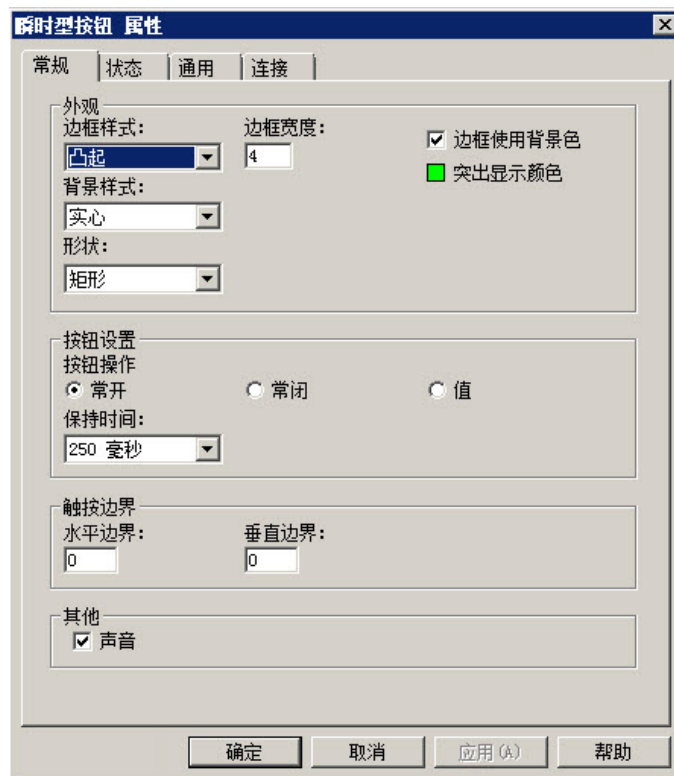 瞬时型按钮 属性
常规 状态 通用 连接
外观
边框样式: 边框宽度:
凸起 4 边框使用背景色
突出显示颜色
背景样式:
实心
形状:
矩形
按钮设置
按钮操作
常开 常闭 值
保持时间:
250 毫秒
触按边界
水平边界: 垂直边界:
0 0
其他
声音
确定 取消 应用(A) 帮助